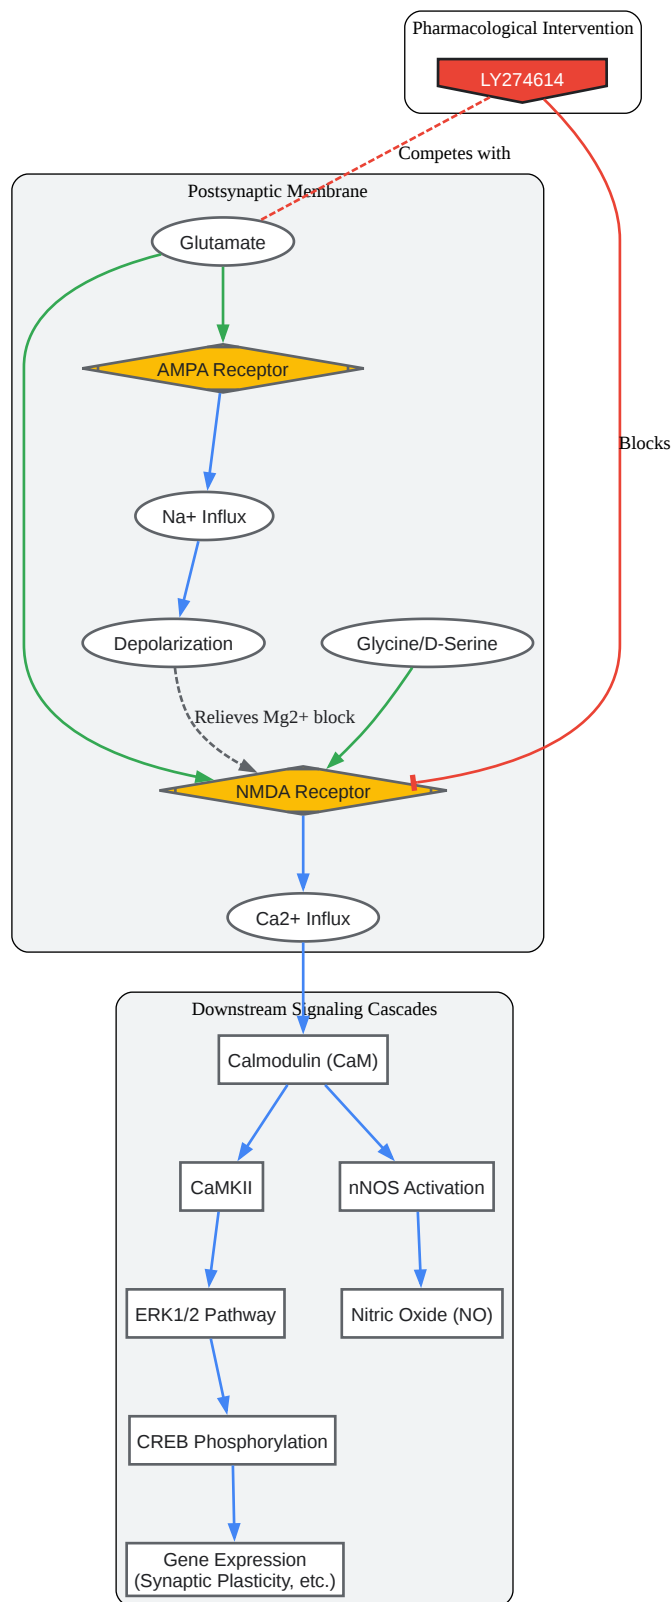 Pharmacological Intervention
LY274614
Competes with
Postsynaptic Membrane
Glutamate
AMPA Receptor
Blocks
Na+ Influx
Depolarization
Glycine/D-Serine
Relieves Mg2+ block
NMDA Receptor
Ca2+ Influx
Downstream Signaling Cascades
Calmodulin (CaM)
CaMKII
nNOS Activation
ERK1/2 Pathway
Nitric Oxide (NO)
CREB Phosphorylation
Gene Expression
(Synaptic Plasticity, etc.)